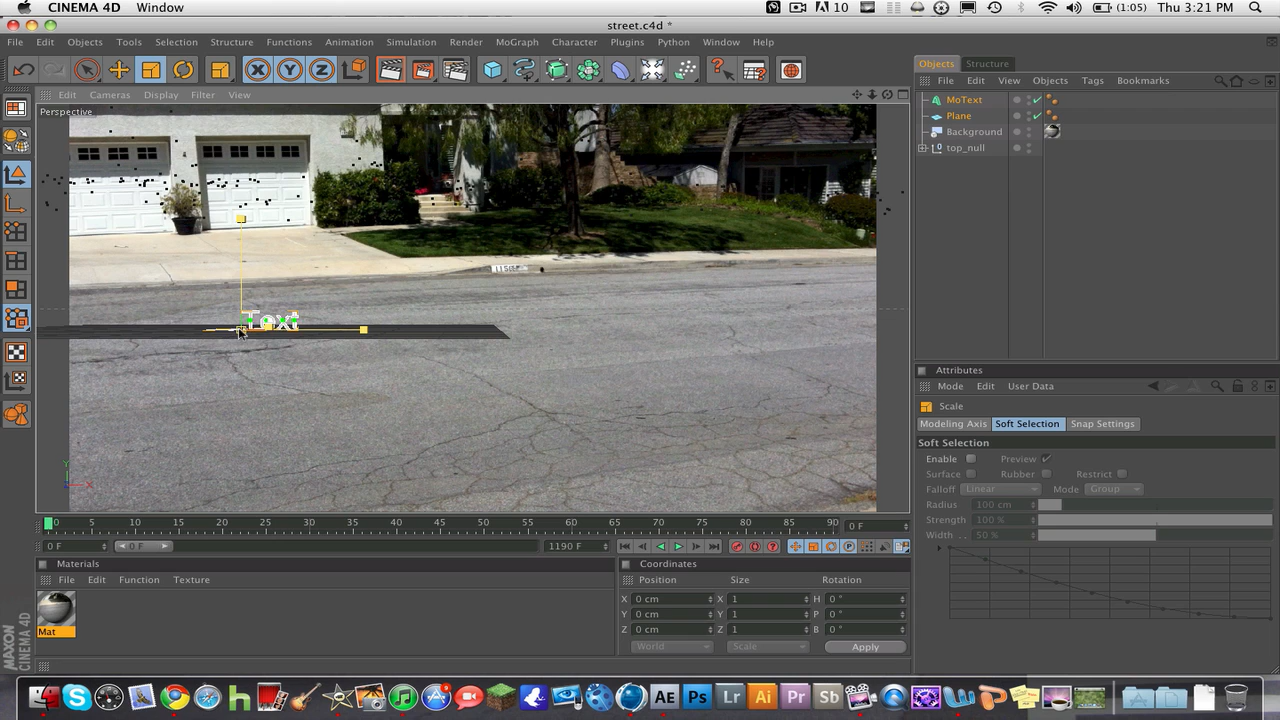 CINEMA 4D Window
10 (1:05) Thu 3:21 PM
street.c4d *
File Edit Objects Tools Selection Structure Functions Animation Simulation Render MoGraph Character Plugins Python Window Help
Objects Structure
File Edit View Objects Tags Bookmarks
Edit Cameras Display Filter View
Perspective
MoText
Plane
Background
top_null
Text
Attributes
Mode Edit User Data
Scale
Modeling Axis Soft Selection Snap Settings
Soft Selection
Enable Preview
Surface Rubber Restrict
Falloff Linear Mode Group
Radius 100 cm
Strength 100 %
Width . . 50 %
Y
X
0 5 10 15 20 25 30 35 40 45 50 55 60 65 70 75 80 85 90 0 F
0 F 0 F 1190 F
Materials
File Edit Function Texture
Mat
Coordinates
Position Size Rotation
X 0 cm X 1 H 0 °
Y 0 cm Y 1 P 0 °
Z 0 cm Z 1 B 0 °
World Scale Apply
MAXON
CINEMA 4D
AE Ps Lr Ai Pr Sb